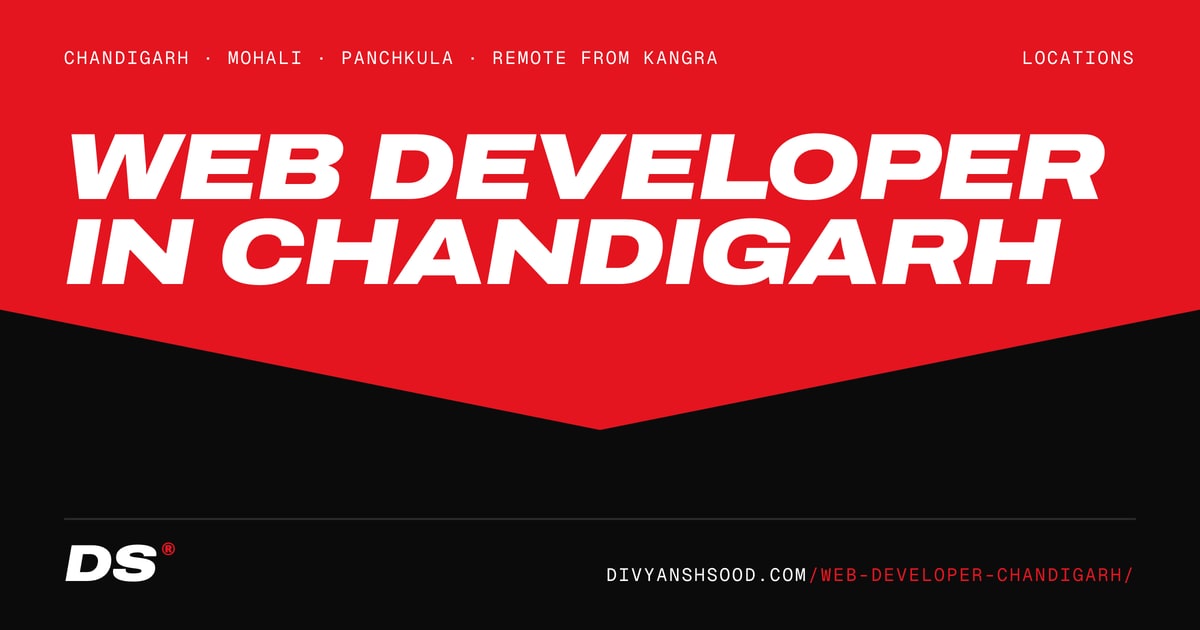 CHANDIGARH · MOHALI · PANCHKULA · REMOTE FROM KANGRA
LOCATIONS
WEB DEVELOPER
IN CHANDIGARH
DS®
DIVYANSHSOOD.COM/WEB-DEVELOPER-CHANDIGARH/